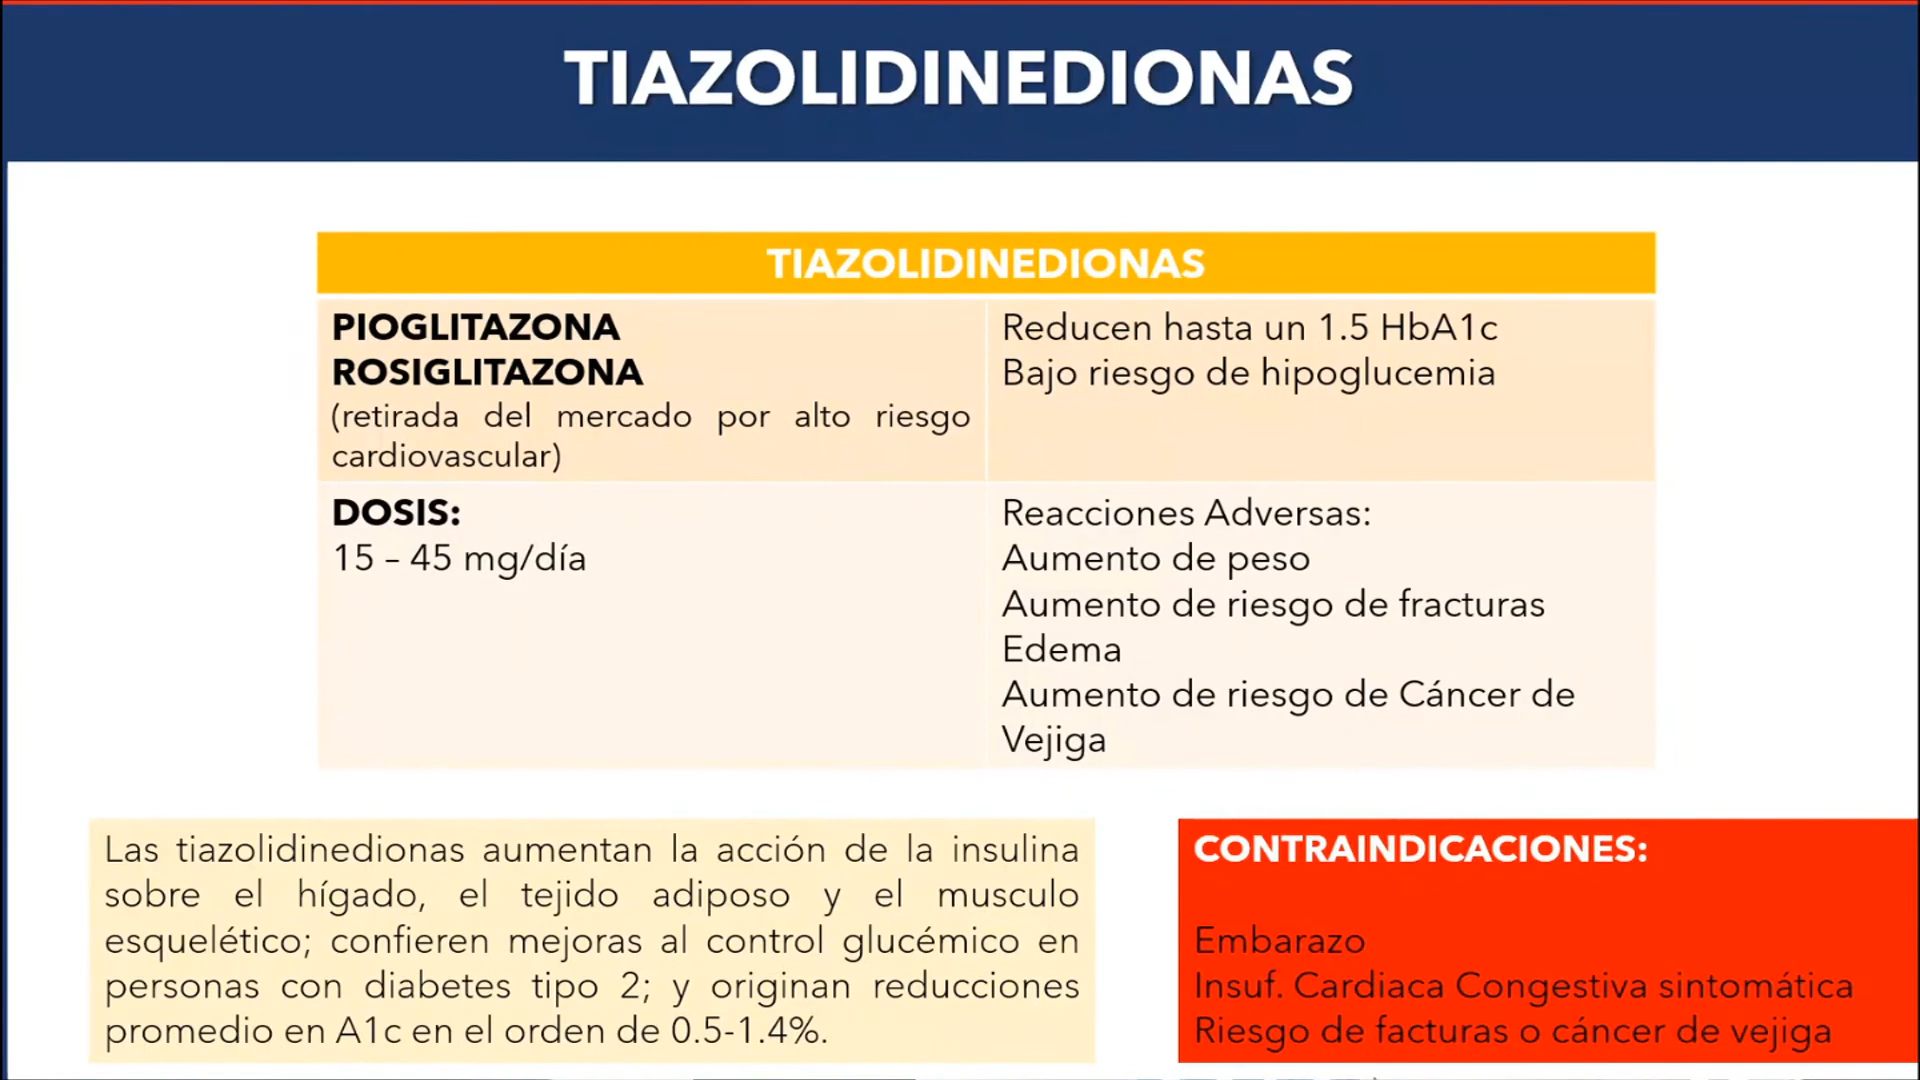 TIAZOLIDINEDIONAS
TIAZOLIDINEDIONAS
PIOGLITAZONA
ROSIGLITAZONA
(retirada del mercado por alto riesgo
cardiovascular)
Reducen hasta un 1.5 HbA1c
Bajo riesgo de hipoglucemia
DOSIS:
15 – 45 mg/día
Reacciones Adversas:
Aumento de peso
Aumento de riesgo de fracturas
Edema
Aumento de riesgo de Cáncer de
Vejiga
Las tiazolidinedionas aumentan la acción de la insulina
sobre el hígado, el tejido adiposo y el musculo
esquelético; confieren mejoras al control glucémico en
personas con diabetes tipo 2; y originan reducciones
promedio en A1c en el orden de 0.5-1.4%.
CONTRAINDICACIONES:
Embarazo
Insuf. Cardiaca Congestiva sintomática
Riesgo de facturas o cáncer de vejiga